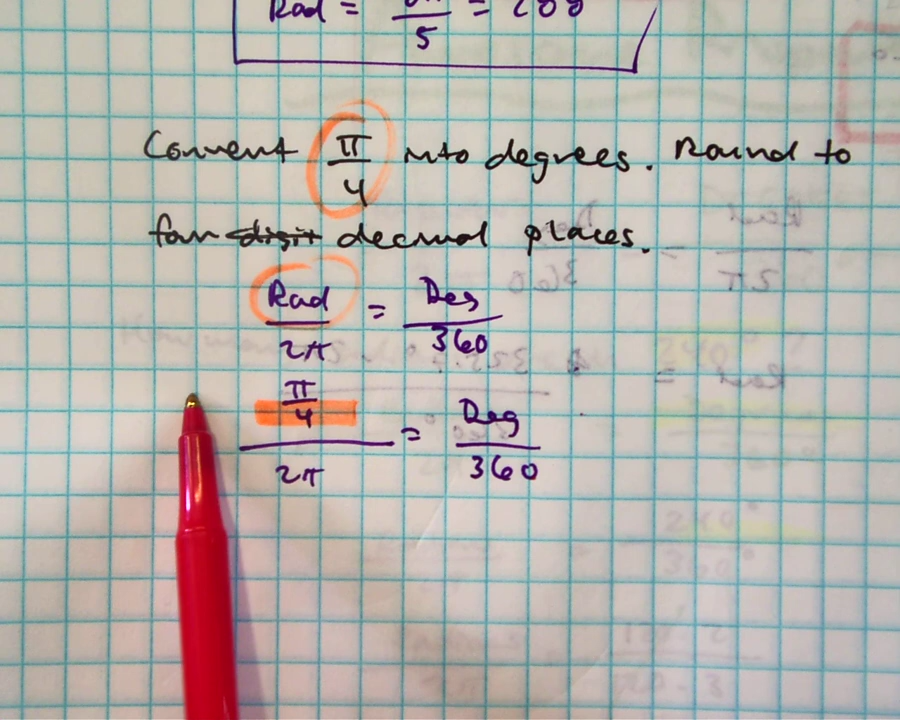 Rad = /5 = 288
Convert π/4 into degrees. Round to
four digit decimal places.
Rad/2π = Deg/360
π/4/2π = Deg/360